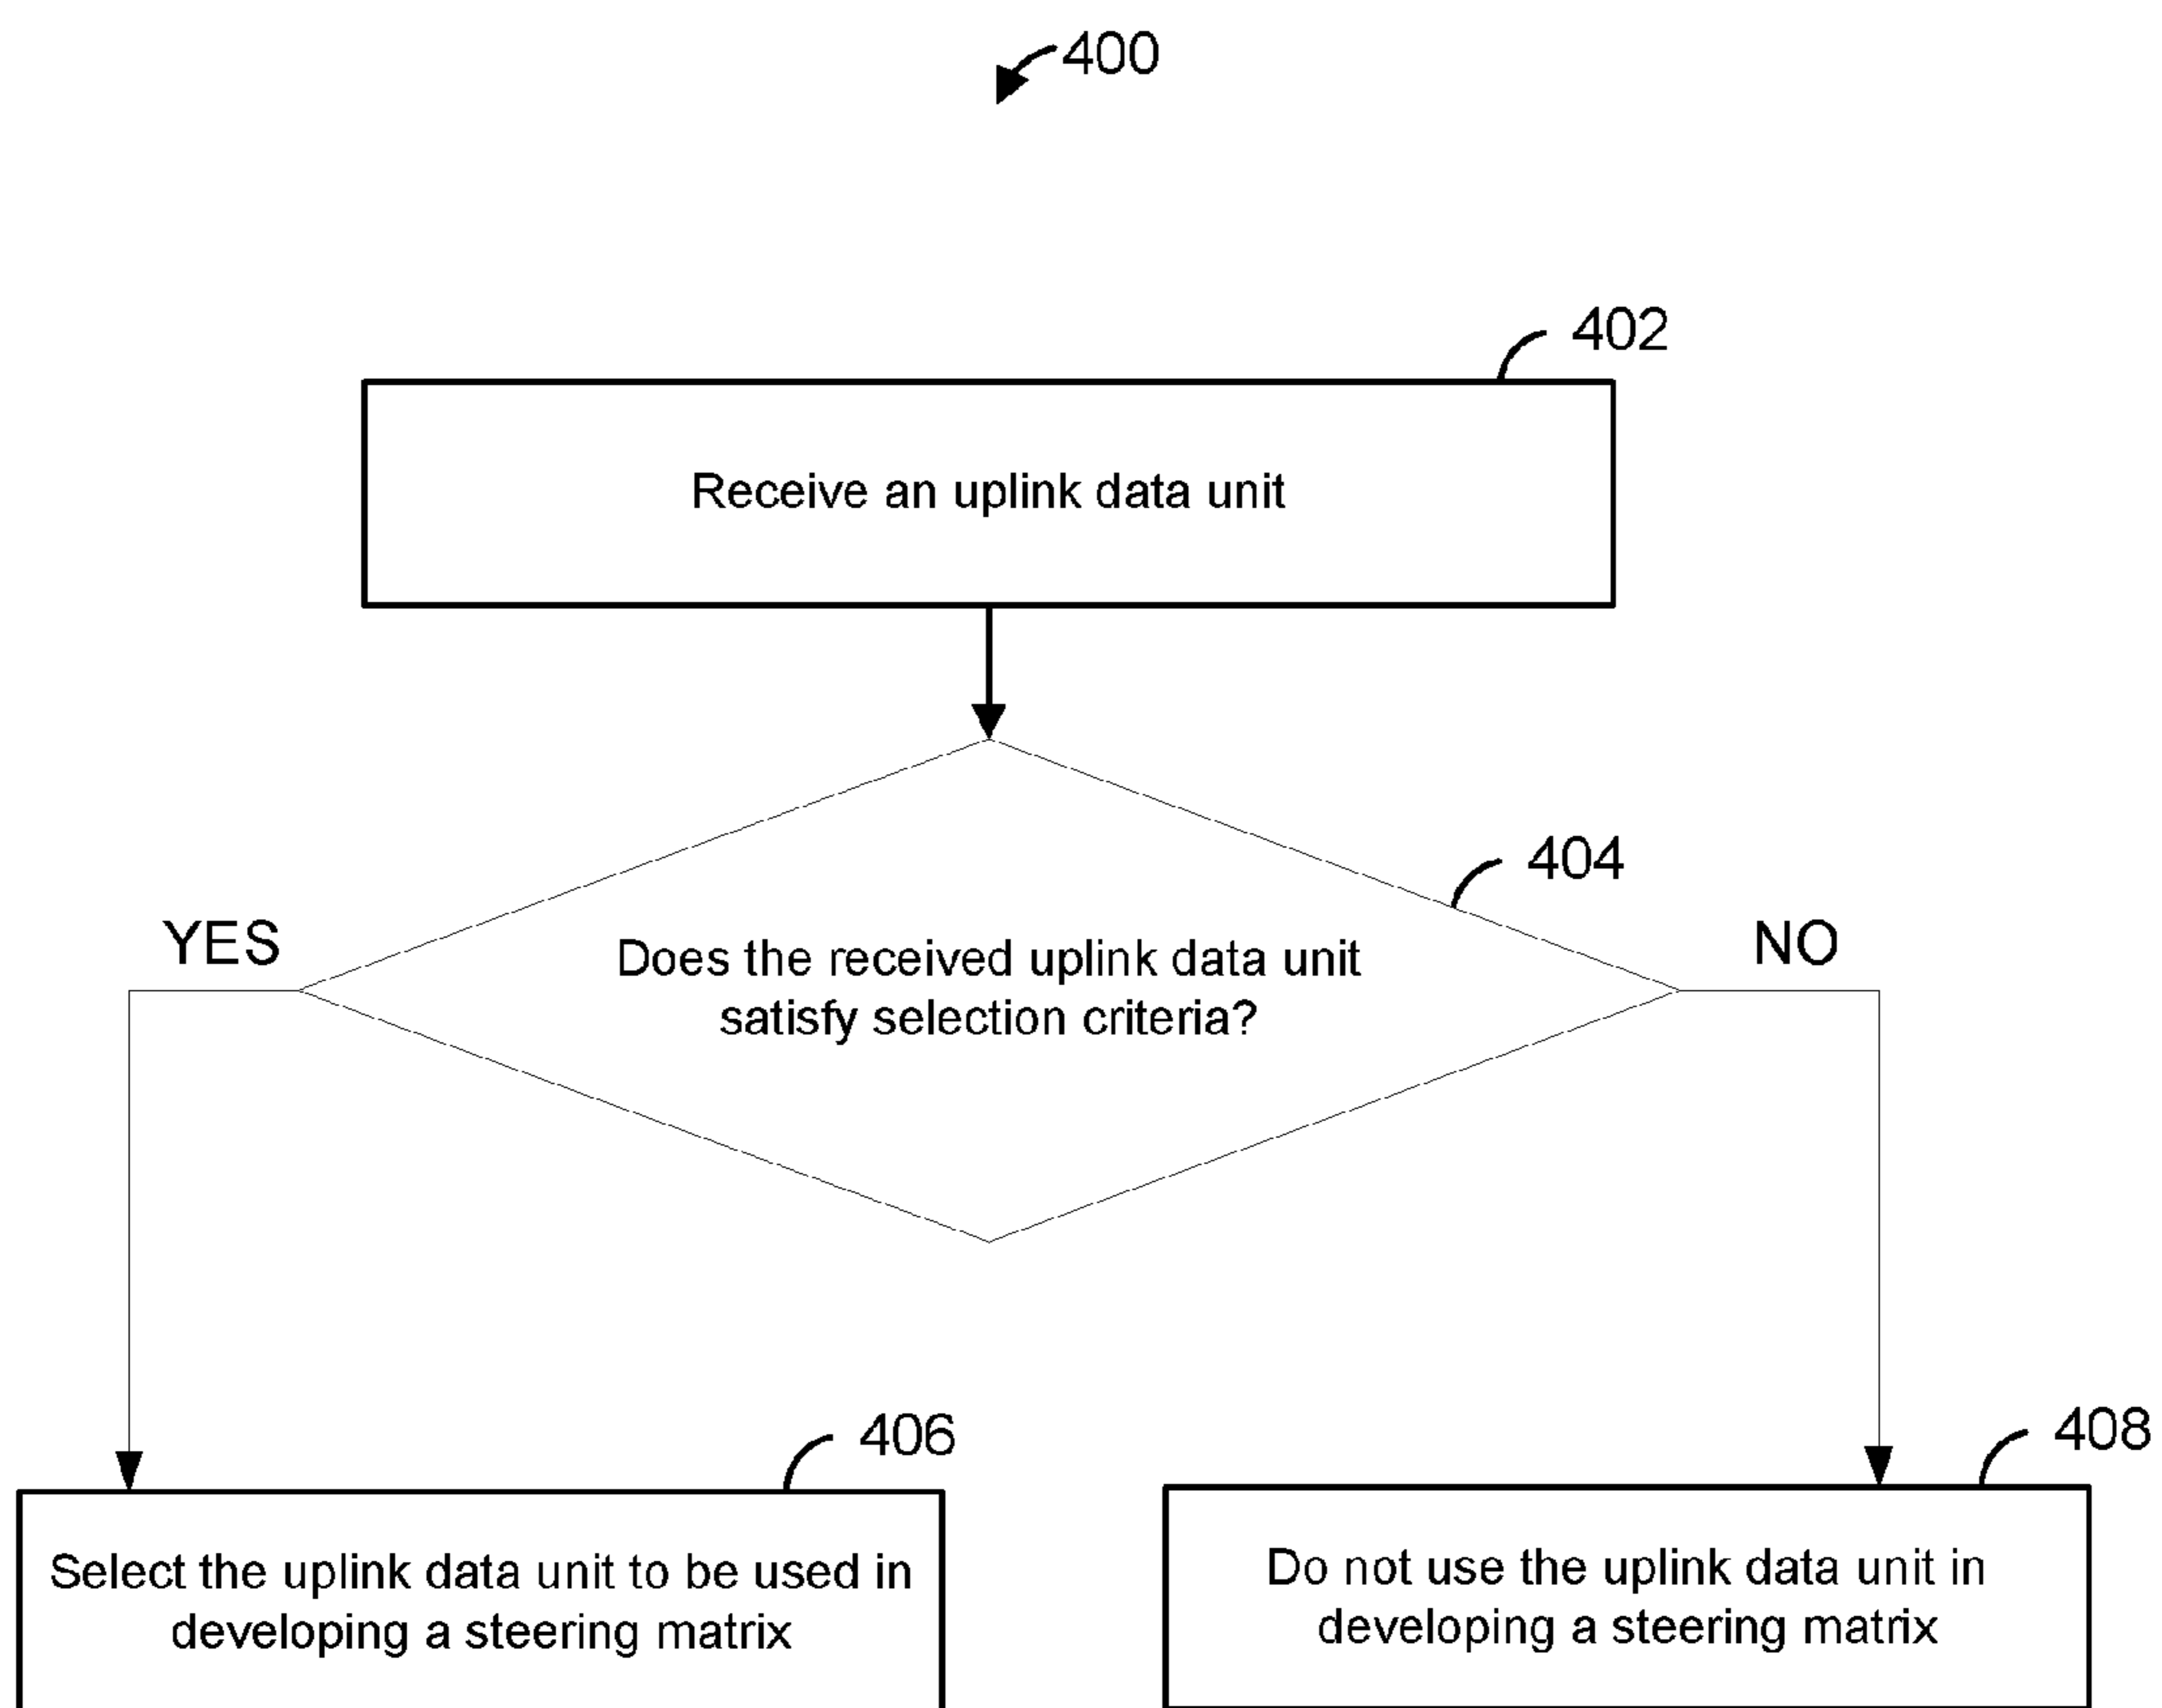 400
402
Receive an uplink data unit
404
YES
NO
Does the received uplink data unit
satisfy selection criteria?
406
408
Select the uplink data unit to be used in
developing a steering matrix
Do not use the uplink data unit in
developing a steering matrix